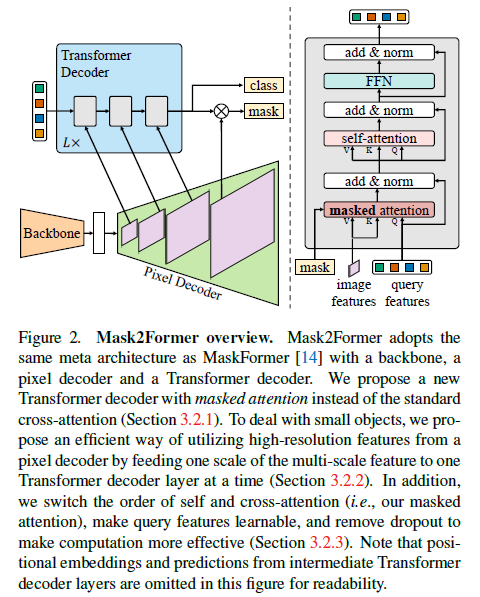 Transformer
Decoder
L×
class
mask
Backbone
Pixel Decoder
add & norm
FFN
add & norm
self-attention
V K Q
add & norm
masked attention
V K Q
mask
image
features
query
features
Figure 2. Mask2Former overview. Mask2Former adopts the
same meta architecture as MaskFormer [14] with a backbone, a
pixel decoder and a Transformer decoder. We propose a new
Transformer decoder with masked attention instead of the standard
cross-attention (Section 3.2.1). To deal with small objects, we pro-
pose an efficient way of utilizing high-resolution features from a
pixel decoder by feeding one scale of the multi-scale feature to one
Transformer decoder layer at a time (Section 3.2.2). In addition,
we switch the order of self and cross-attention (i.e., our masked
attention), make query features learnable, and remove dropout to
make computation more effective (Section 3.2.3). Note that posi-
tional embeddings and predictions from intermediate Transformer
decoder layers are omitted in this figure for readability.